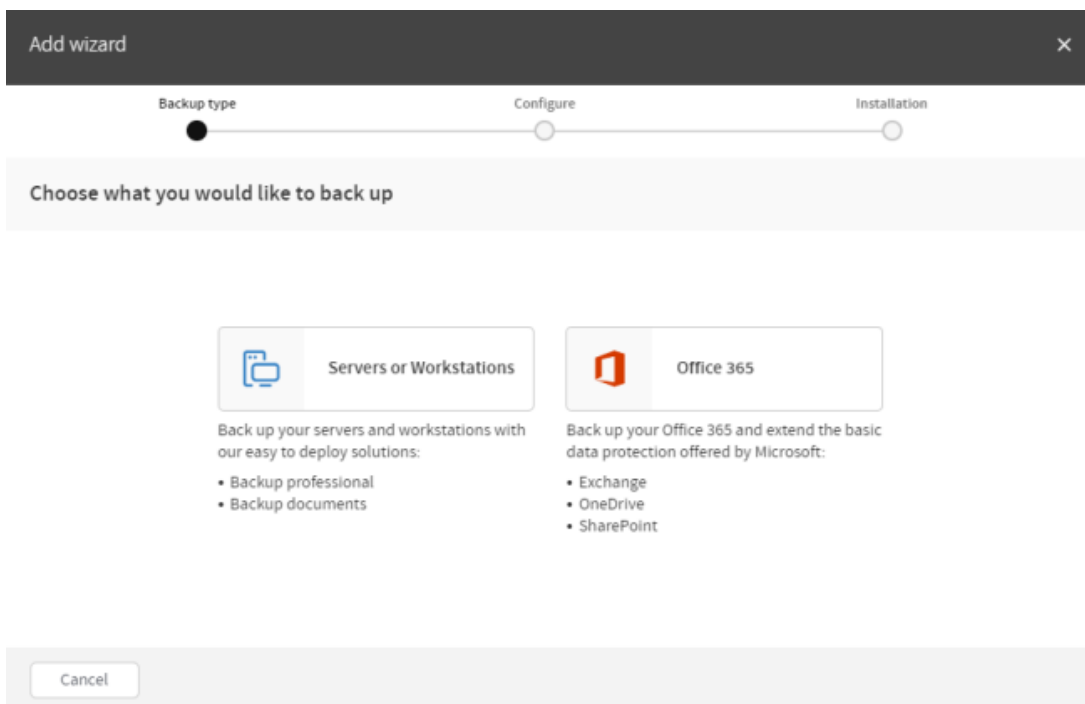 Add wizard
Backup type
Configure
Installation
Choose what you would like to back up
Servers or Workstations
Back up your servers and workstations with
our easy to deploy solutions:
• Backup professional
• Backup documents
Office 365
Back up your Office 365 and extend the basic
data protection offered by Microsoft:
• Exchange
• OneDrive
• SharePoint
Cancel